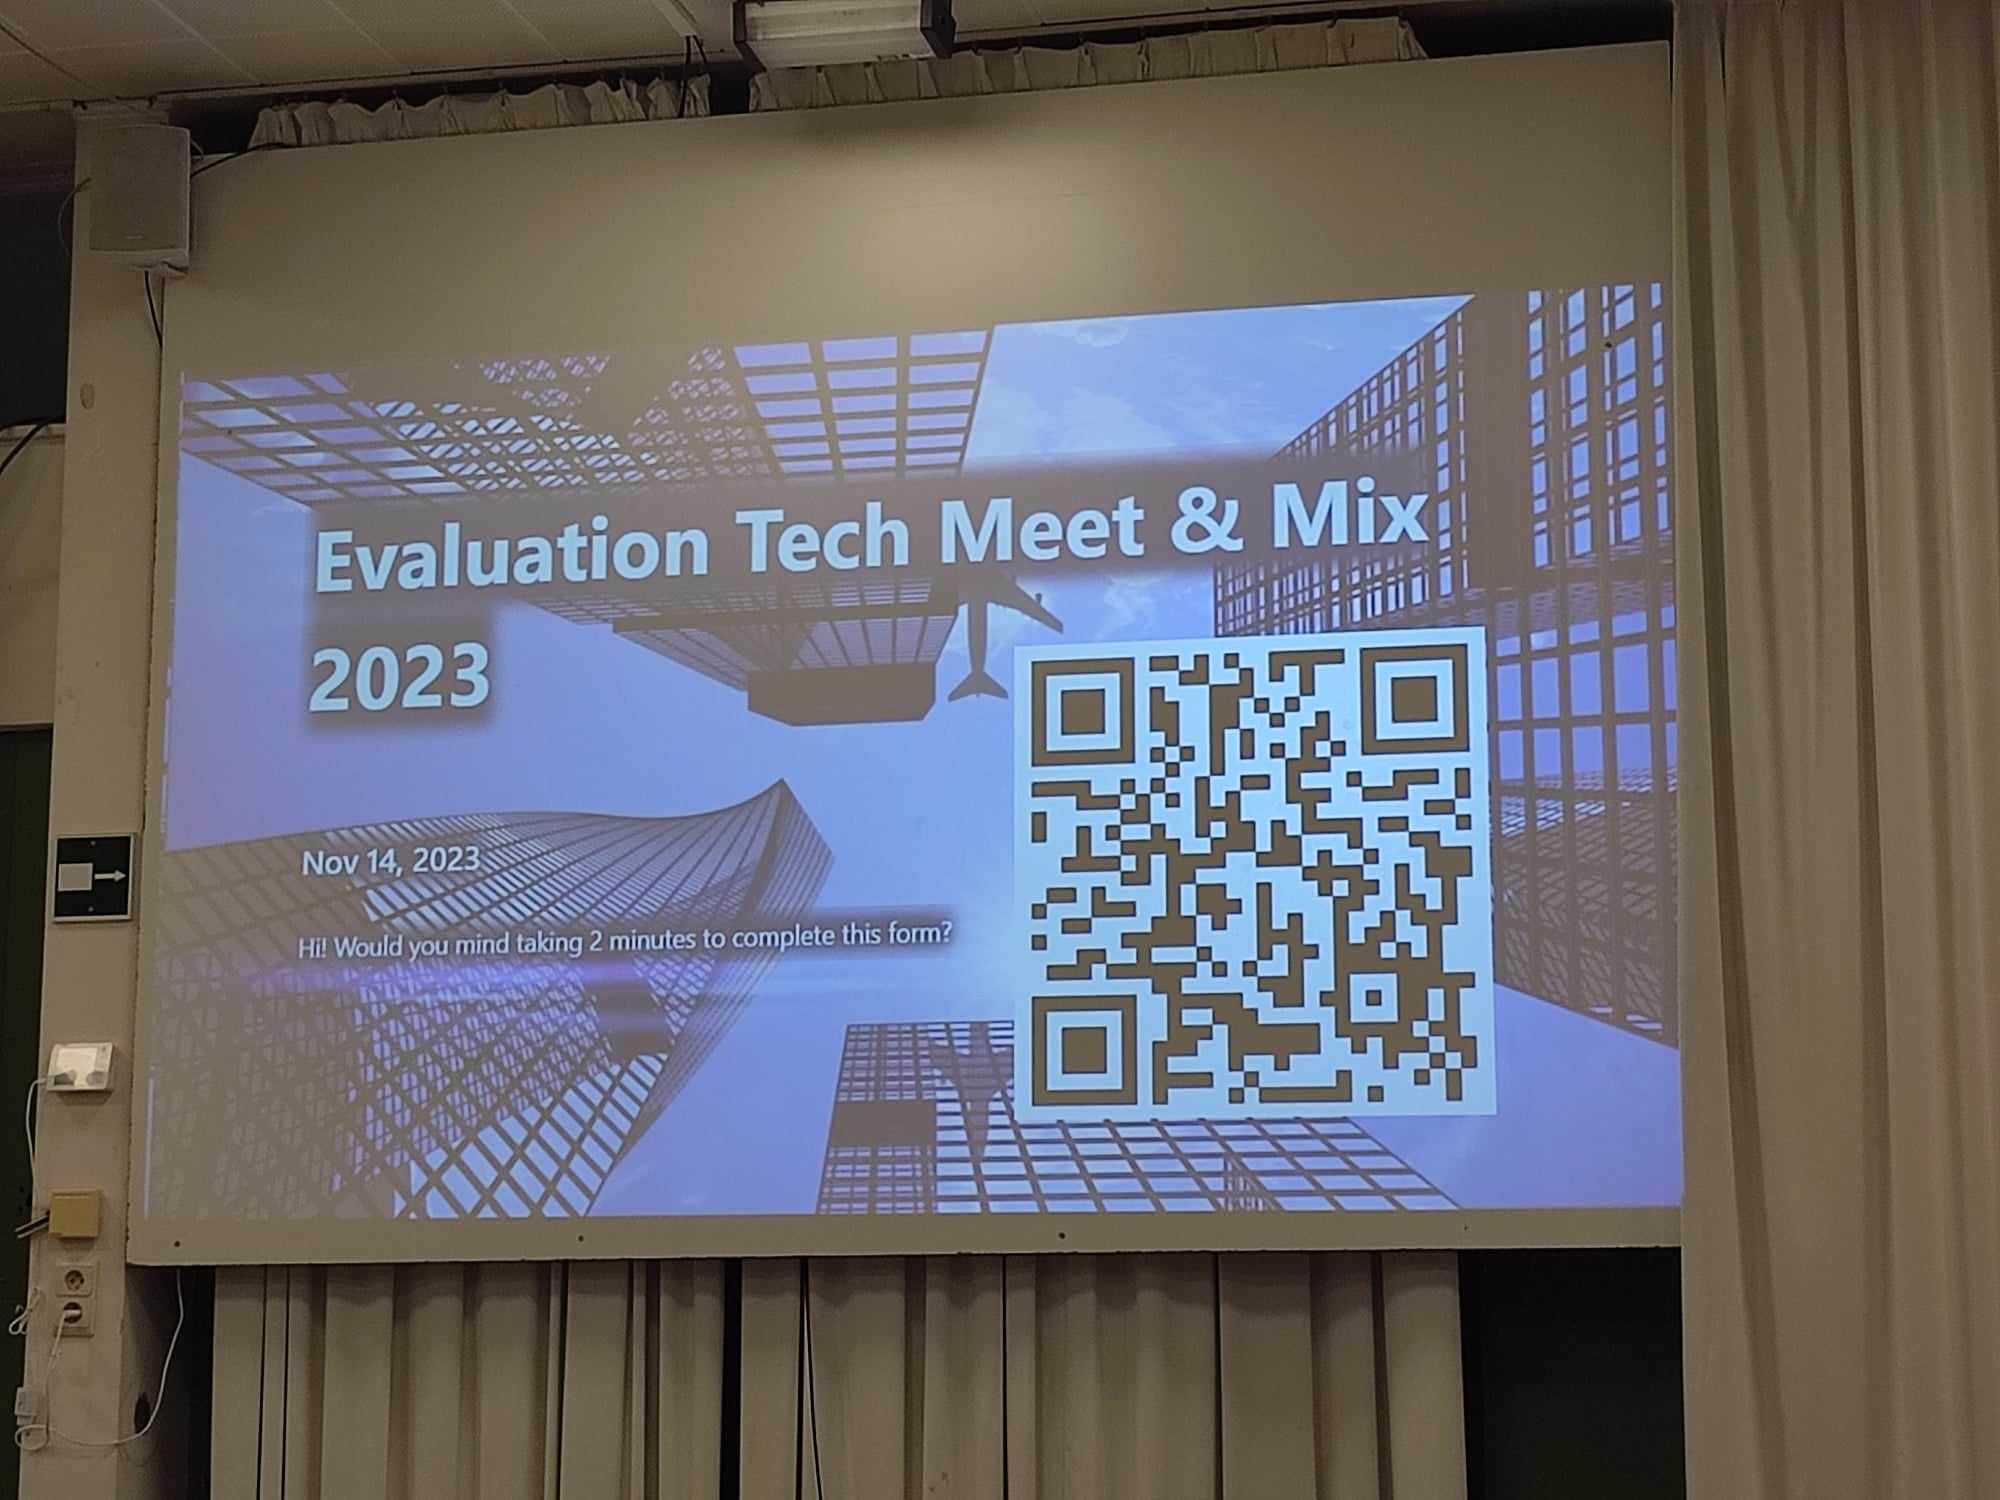 Evaluation Tech Meet & Mix
2023
Nov 14, 2023
Hi! Would you mind taking 2 minutes to complete this form?